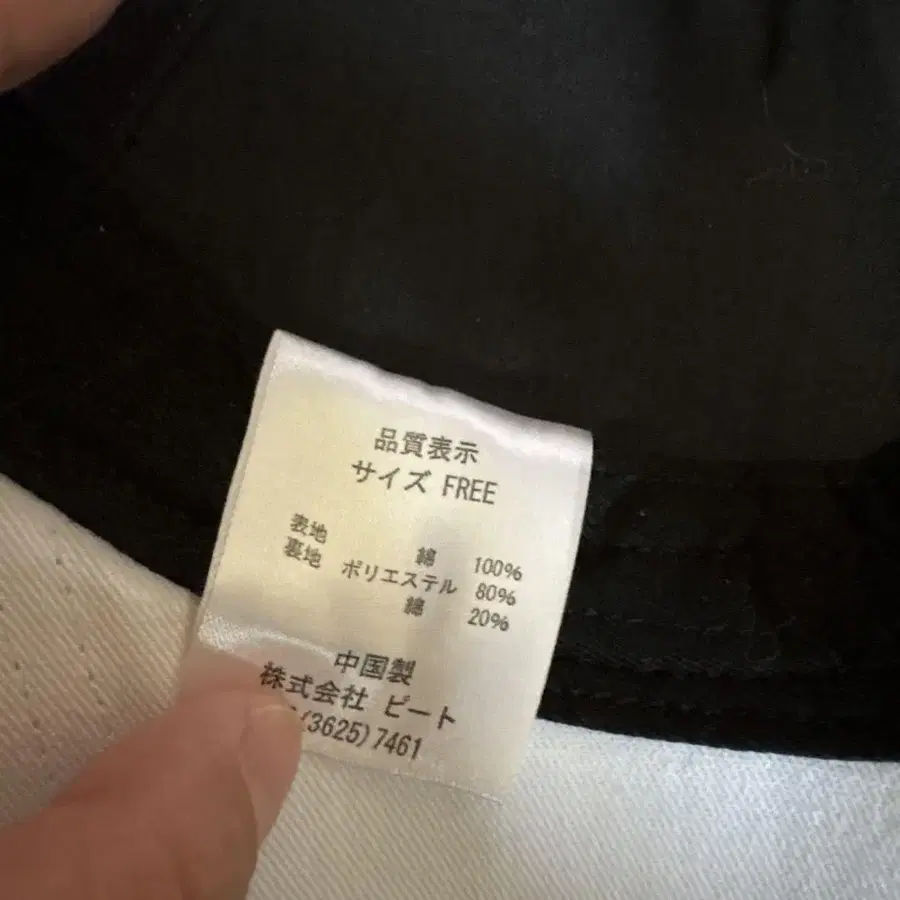 品質表示
サイズ FREE
表地 綿 100%
裏地 ポリエステル 80%
綿 20%
中国製
株式会社 ピート
(3625)7461